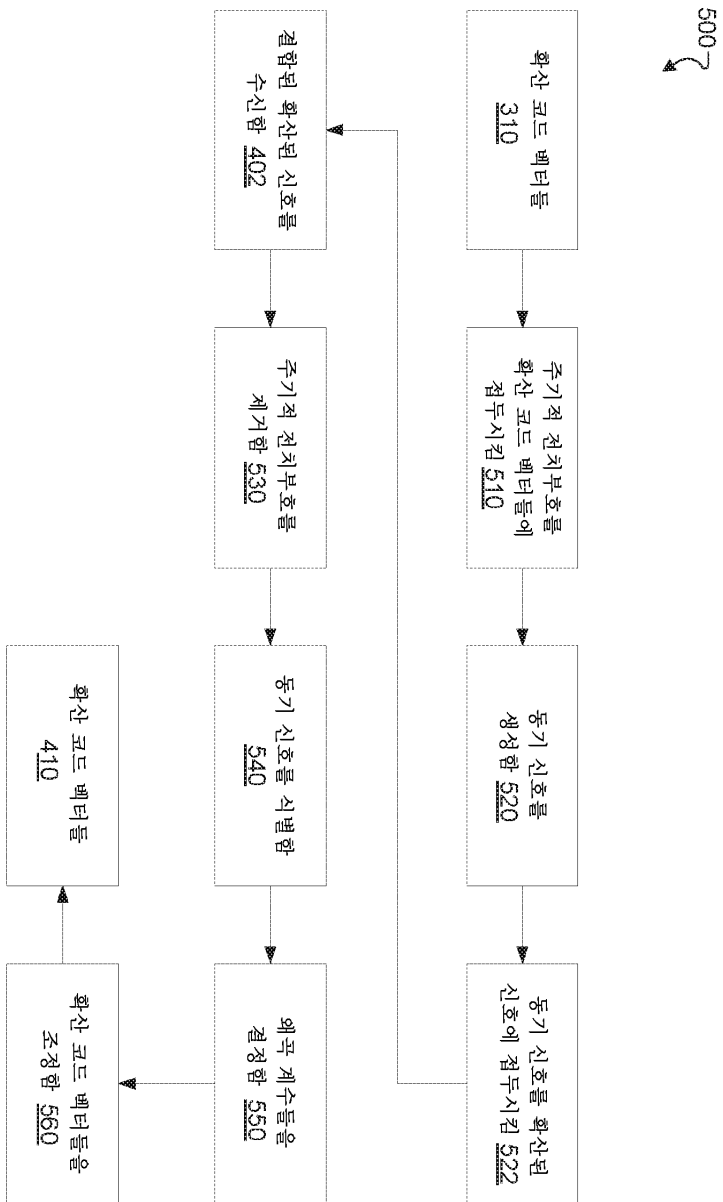 500
확산 코드 벡터들
310
주기적 전치부호를
확산 코드 벡터들에
접두시킴 510
동기 신호를
생성함 520
동기 신호를 확산된
신호에 접두시킴 522
결합된 확산된 신호를
수신함 402
주기적 전치부호를
제거함 530
동기 신호를 식별함
540
왜곡 계수들을
결정함 550
확산 코드 벡터들을
조정함 560
확산 코드 벡터들
410